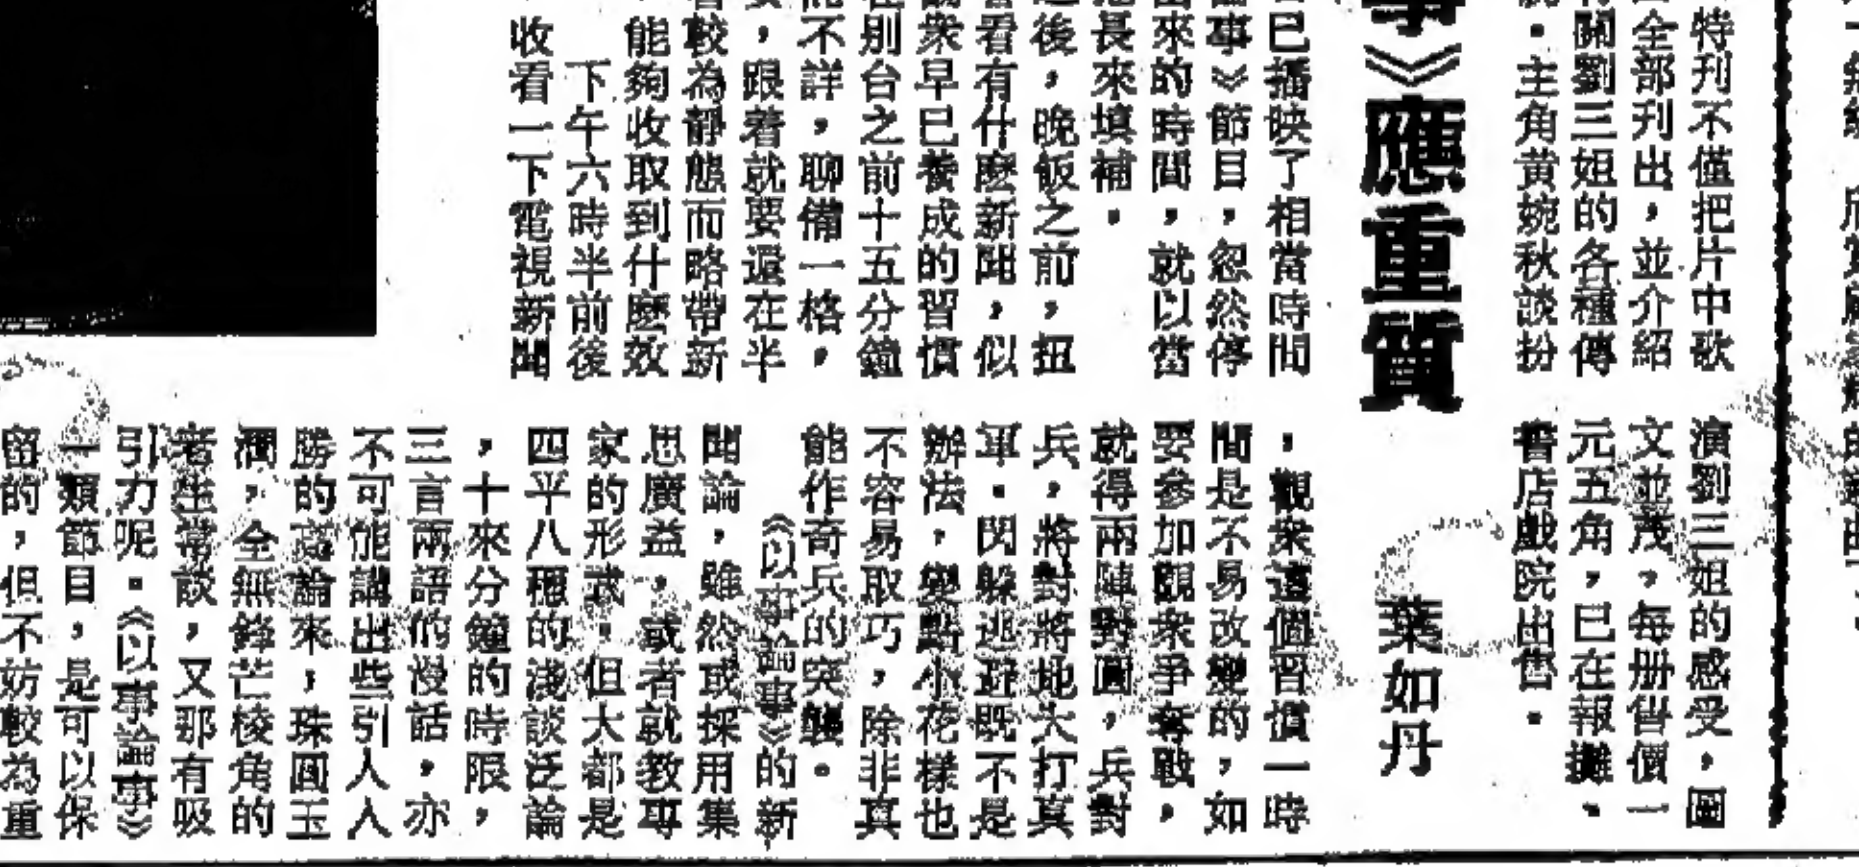 特刋不僅把片中歌
全部刋出，並介紹
關劉三姐的各種傳
。主角黃婉秋談扮
演劉三姐的感受，圖
文並茂，每册售價一
元五角，已在報攤、
書店戲院出售。
事》應重質
葉如丹
已播映了相當時間
事》節目，忽然停
來的時間，就以當
長來填補。
後，晚飯之前，扭
看有什麼新聞，似
衆早已養成的習慣
別台之前十五分鐘
不詳，聊備一格，
，跟着就要還在半
較為靜態而略帶新
能夠收取到什麼效
下午六時半前後
收看一下電視新聞
，觀衆這個習慣一時
間是不易改變的，如
要參加觀衆爭奪戰，
就得兩陣對圓，兵對
兵，將對將地大打真
軍。閃躲逃避既不是
辦法，變點小花樣也
不容易取巧，除非真
能作奇兵的突襲。
《以事論事》的新
聞論，雖然或採用集
思廣益，或者就教專
家的形式，但大都是
四平八穩的淺談泛論
，十來分鐘的時限，
三言兩語的漫話，亦
不可能講出些引人入
勝的高論來，珠圓玉
潤，全無鋒芒棱角的
老生常談，又那有吸
引力呢。《以事論事》
一類節目，是可以保
留的，但不妨較為重